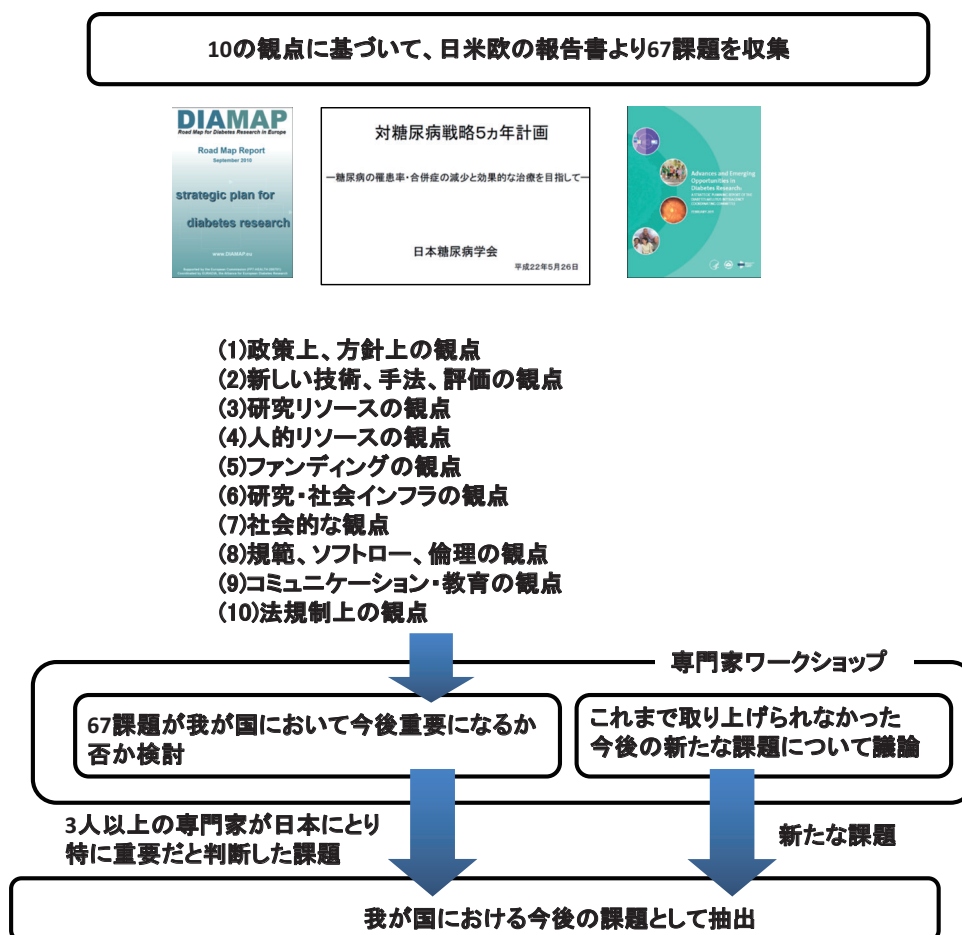 10の観点に基づいて、日米欧の報告書より67課題を収集
DIAMAP
Road Map for Diabetes Research in Europe
Road Map Report
September 2010
strategic plan for
diabetes research
www.DIAMAP.eu
対糖尿病戦略5ヵ年計画
―糖尿病の罹患率・合併症の減少と効果的な治療を目指して―
日本糖尿病学会
平成22年5月26日
Advances and Emerging
Opportunities in
Diabetes Research:
(1)政策上、方針上の観点
(2)新しい技術、手法、評価の観点
(3)研究リソースの観点
(4)人的リソースの観点
(5)ファンディングの観点
(6)研究・社会インフラの観点
(7)社会的な観点
(8)規範、ソフトロー、倫理の観点
(9)コミュニケーション・教育の観点
(10)法規制上の観点
専門家ワークショップ
67課題が我が国において今後重要になるか
否か検討
これまで取り上げられなかった
今後の新たな課題について議論
3人以上の専門家が日本にとり
特に重要だと判断した課題
新たな課題
我が国における今後の課題として抽出